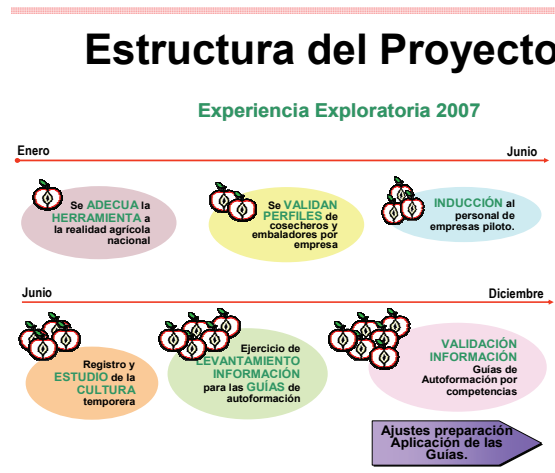 Estructura del Proyecto
Experiencia Exploratoria 2007
Enero
Junio
Se ADECUA la
HERRAMIENTA a
la realidad agrícola
nacional
Se VALIDAN
PERFILES de
cosecheros y
embaladores por
empresa
INDUCCIÓN al
personal de
empresas piloto.
Junio
Diciembre
Registro y
ESTUDIO de la
CULTURA
temporera
Ejercicio de
LEVANTAMIENTO
INFORMACIÓN
para las GUÍAS de
autoformación
VALIDACIÓN
INFORMACIÓN
Guías de
Autoformación por
competencias
Ajustes preparación
Aplicación de las
Guías.